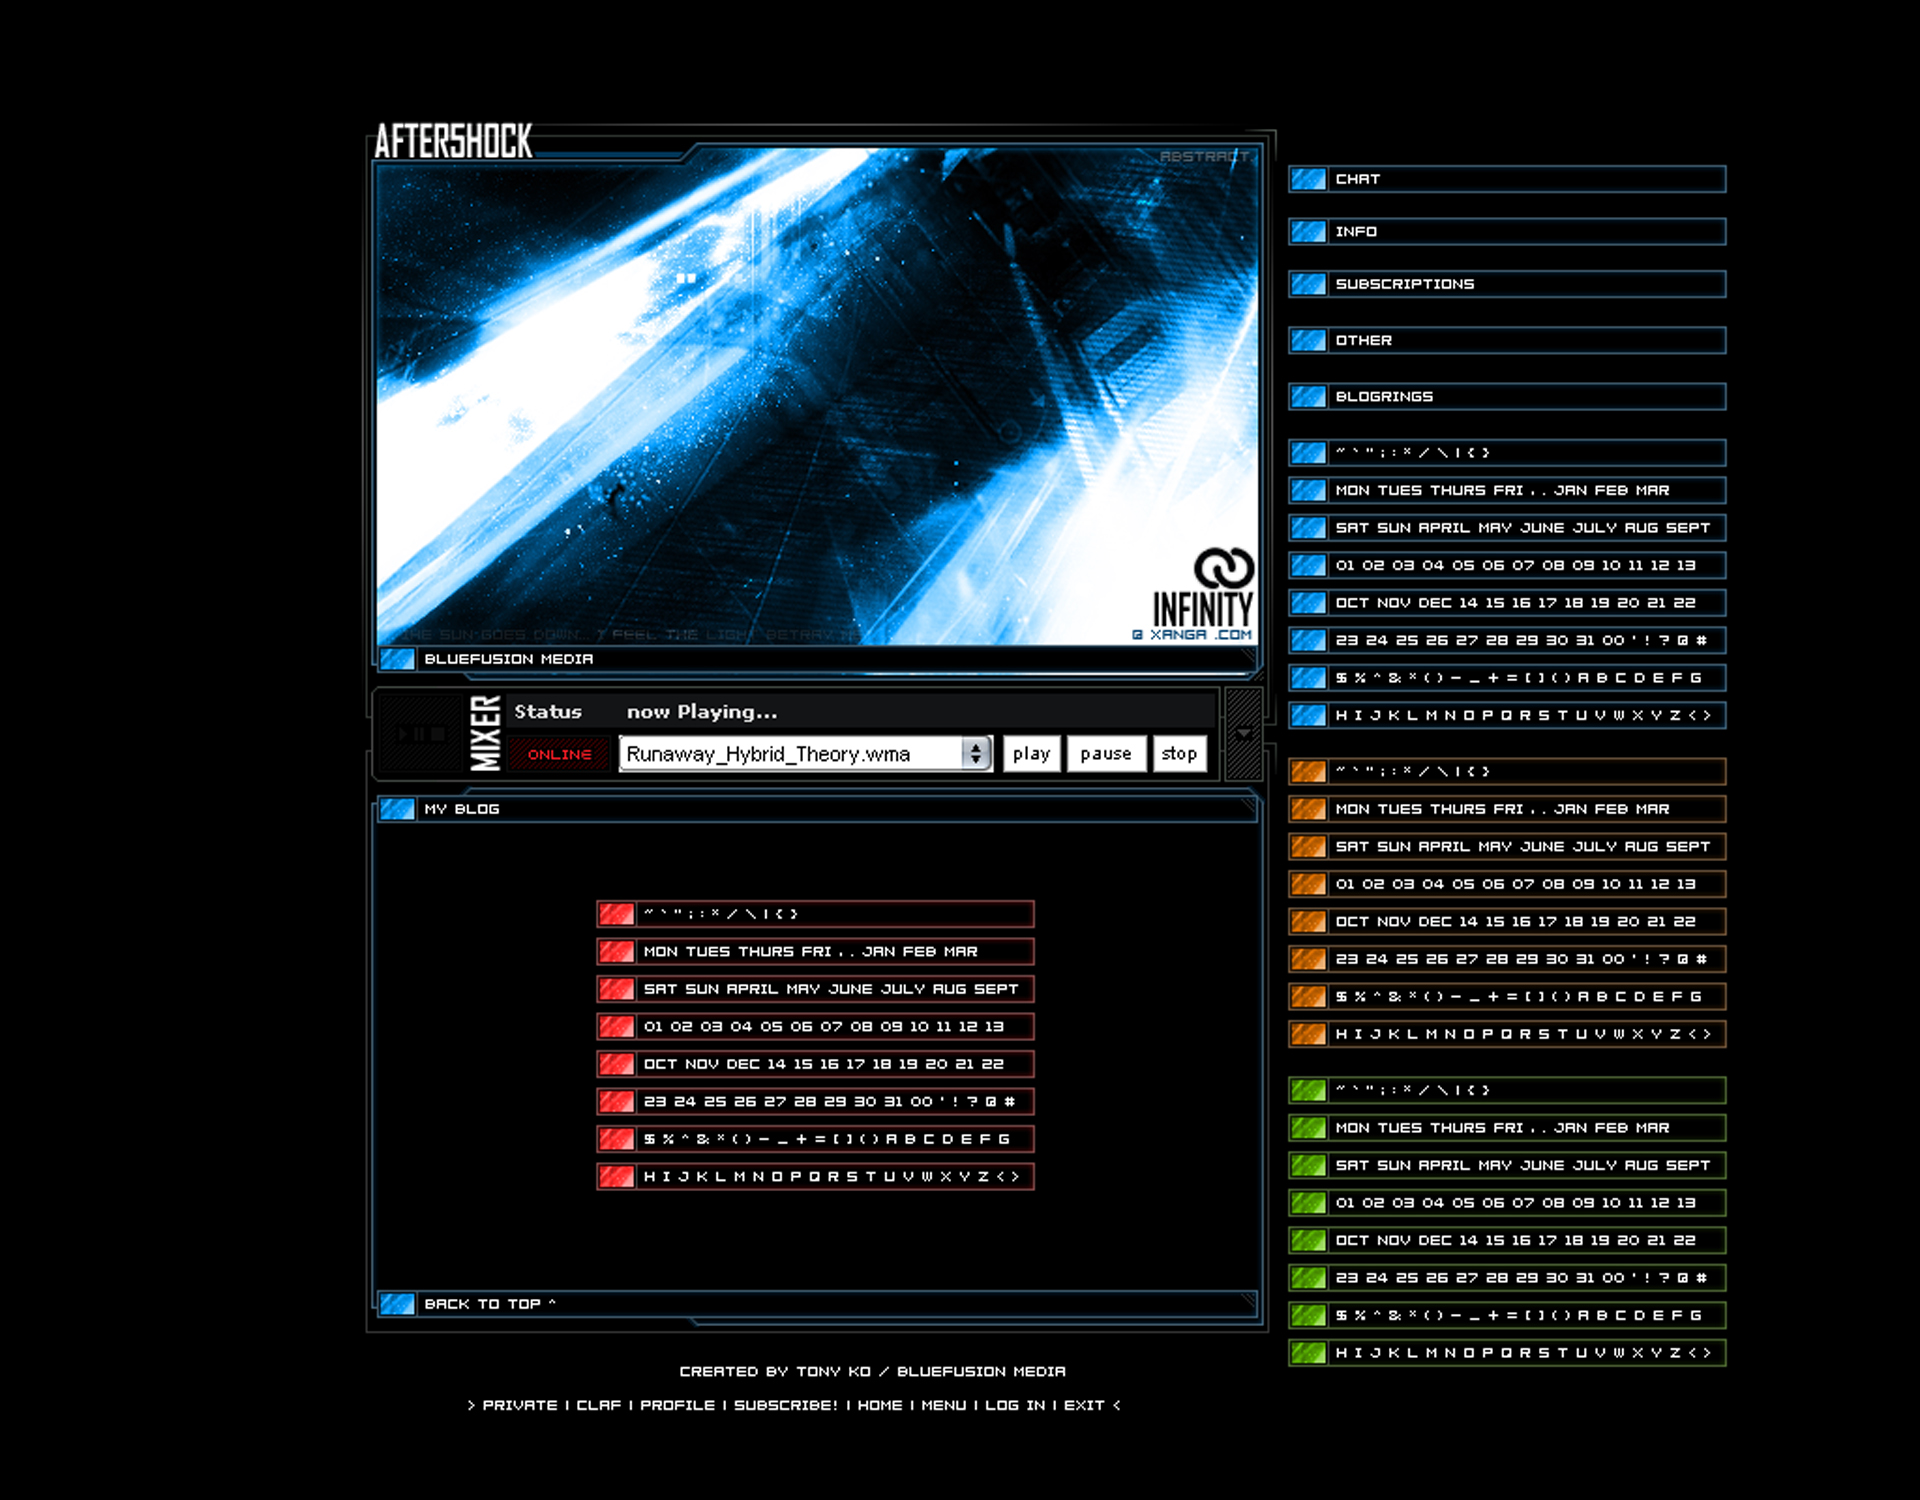 AFTERSHOCK
ABSTRACT
INFINITY
@ XANGA .COM
THE SUN GOES DOWN.. I FEEL THE LIGHT BETRAY ME
BLUEFUSION MEDIA
MIXER
Status now Playing...
ONLINE Runaway_Hybrid_Theory.wma play pause stop
MY BLOG
~ ` " ; : * / \ | { }
MON TUES THURS FRI , . JAN FEB MAR
SAT SUN APRIL MAY JUNE JULY AUG SEPT
01 02 03 04 05 06 07 08 09 10 11 12 13
OCT NOV DEC 14 15 16 17 18 19 20 21 22
23 24 25 26 27 28 29 30 31 00 ' ! ? @ #
$ % ^ & * ( ) - _ + = [ ] ( ) A B C D E F G
H I J K L M N O P Q R S T U V W X Y Z < >
BACK TO TOP ^
CREATED BY TONY KO / BLUEFUSION MEDIA
> PRIVATE | CLAF | PROFILE | SUBSCRIBE! | HOME | MENU | LOG IN | EXIT <
CHAT
INFO
SUBSCRIPTIONS
OTHER
BLOGRINGS
~ ` " ; : * / \ | { }
MON TUES THURS FRI , . JAN FEB MAR
SAT SUN APRIL MAY JUNE JULY AUG SEPT
01 02 03 04 05 06 07 08 09 10 11 12 13
OCT NOV DEC 14 15 16 17 18 19 20 21 22
23 24 25 26 27 28 29 30 31 00 ' ! ? @ #
$ % ^ & * ( ) - _ + = [ ] ( ) A B C D E F G
H I J K L M N O P Q R S T U V W X Y Z < >
~ ` " ; : * / \ | { }
MON TUES THURS FRI , . JAN FEB MAR
SAT SUN APRIL MAY JUNE JULY AUG SEPT
01 02 03 04 05 06 07 08 09 10 11 12 13
OCT NOV DEC 14 15 16 17 18 19 20 21 22
23 24 25 26 27 28 29 30 31 00 ' ! ? @ #
$ % ^ & * ( ) - _ + = [ ] ( ) A B C D E F G
H I J K L M N O P Q R S T U V W X Y Z < >
~ ` " ; : * / \ | { }
MON TUES THURS FRI , . JAN FEB MAR
SAT SUN APRIL MAY JUNE JULY AUG SEPT
01 02 03 04 05 06 07 08 09 10 11 12 13
OCT NOV DEC 14 15 16 17 18 19 20 21 22
23 24 25 26 27 28 29 30 31 00 ' ! ? @ #
$ % ^ & * ( ) - _ + = [ ] ( ) A B C D E F G
H I J K L M N O P Q R S T U V W X Y Z < >